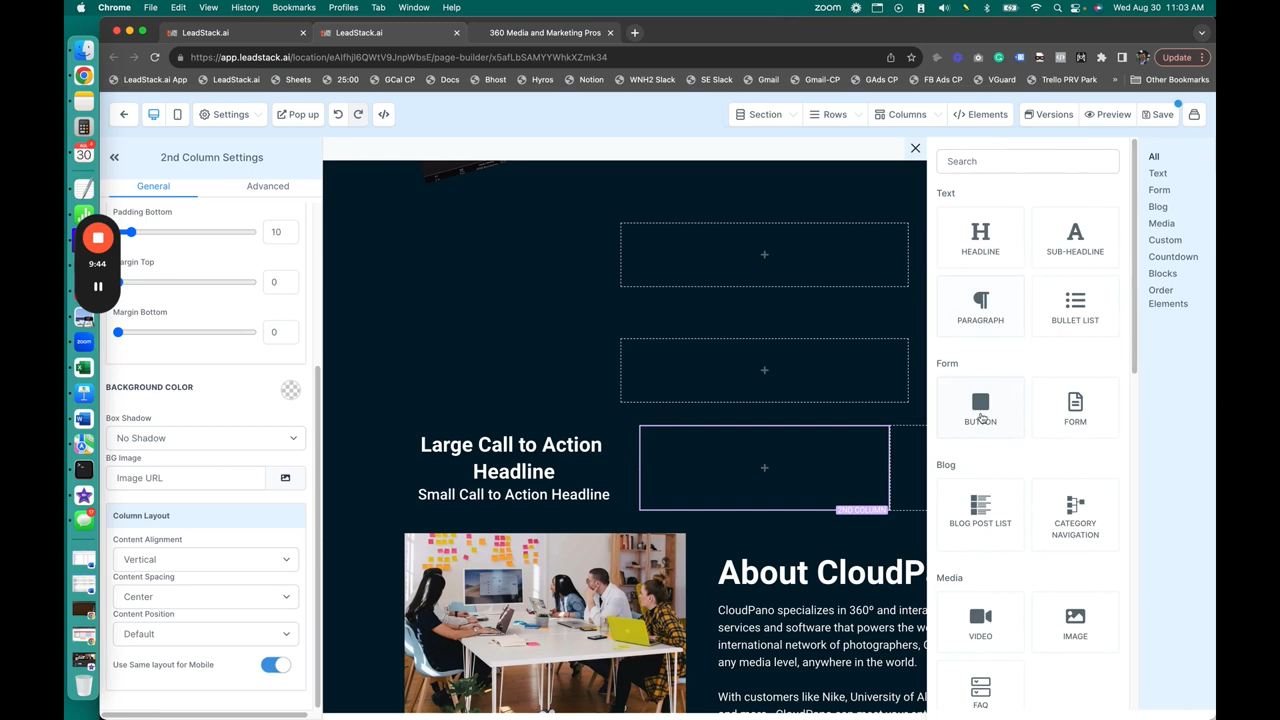 Chrome File Edit View History Bookmarks Profiles Tab Window Help
zoom Wed Aug 30 11:03 AM
LeadStack.ai
LeadStack.ai
360 Media and Marketing Pros
https://app.leadstack.ai/location/eAIfhjI6QWtV9JnpWbsE/page-builder/x5afLbSAMYYWhkXZmk34
Update
LeadStack.ai App LeadStack.ai Sheets 25:00 GCal CP Docs Bhost Hyros Notion WNH2 Slack SE Slack Gmail Gmail-CP GAds CP FB Ads CP VGuard Trello PRV Park » Other Bookmarks
Settings Pop up Section Rows Columns Elements Versions Preview Save
2nd Column Settings
General Advanced
Padding Bottom
10
9:44
Margin Top
0
Margin Bottom
0
BACKGROUND COLOR
Box Shadow
No Shadow
BG Image
Image URL
Column Layout
Content Alignment
Vertical
Content Spacing
Center
Content Position
Default
Use Same layout for Mobile
Large Call to Action
Headline
Small Call to Action Headline
2ND COLUMN
About CloudP
CloudPano specializes in 360º and intera
services and software that powers the w
international network of photographers, C
any media level, anywhere in the world.
With customers like Nike, University of Al
Search
Text
HEADLINE
SUB-HEADLINE
PARAGRAPH
BULLET LIST
Form
BUTTON
FORM
Blog
BLOG POST LIST
CATEGORY
NAVIGATION
Media
VIDEO
IMAGE
FAQ
All
Text
Form
Blog
Media
Custom
Countdown
Blocks
Order
Elements